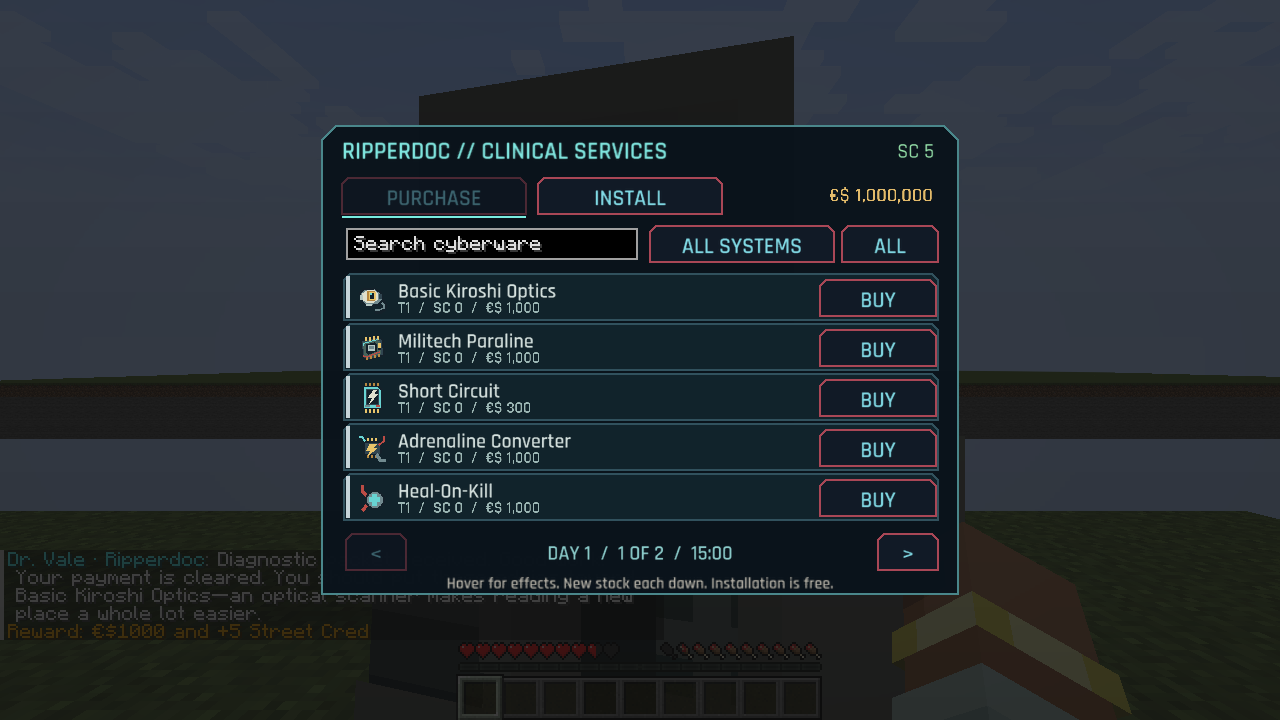 RIPPERDOC // CLINICAL SERVICES
SC 5
PURCHASE
INSTALL
€$ 1,000,000
Search cyberware
ALL SYSTEMS
ALL
Basic Kiroshi Optics
T1 / SC 0 / €$ 1,000
BUY
Militech Paraline
T1 / SC 0 / €$ 1,000
BUY
Short Circuit
T1 / SC 0 / €$ 300
BUY
Adrenaline Converter
T1 / SC 0 / €$ 1,000
BUY
Heal-On-Kill
T1 / SC 0 / €$ 1,000
BUY
<
DAY 1 / 1 OF 2 / 15:00
>
Hover for effects. New stock each dawn. Installation is free.
Dr. Vale · Ripperdoc: Diagnostic
Your payment is cleared. You
Basic Kiroshi Optics—an optical scanner makes reading a new
place a whole lot easier.
Reward: €$1000 and +5 Street Cred